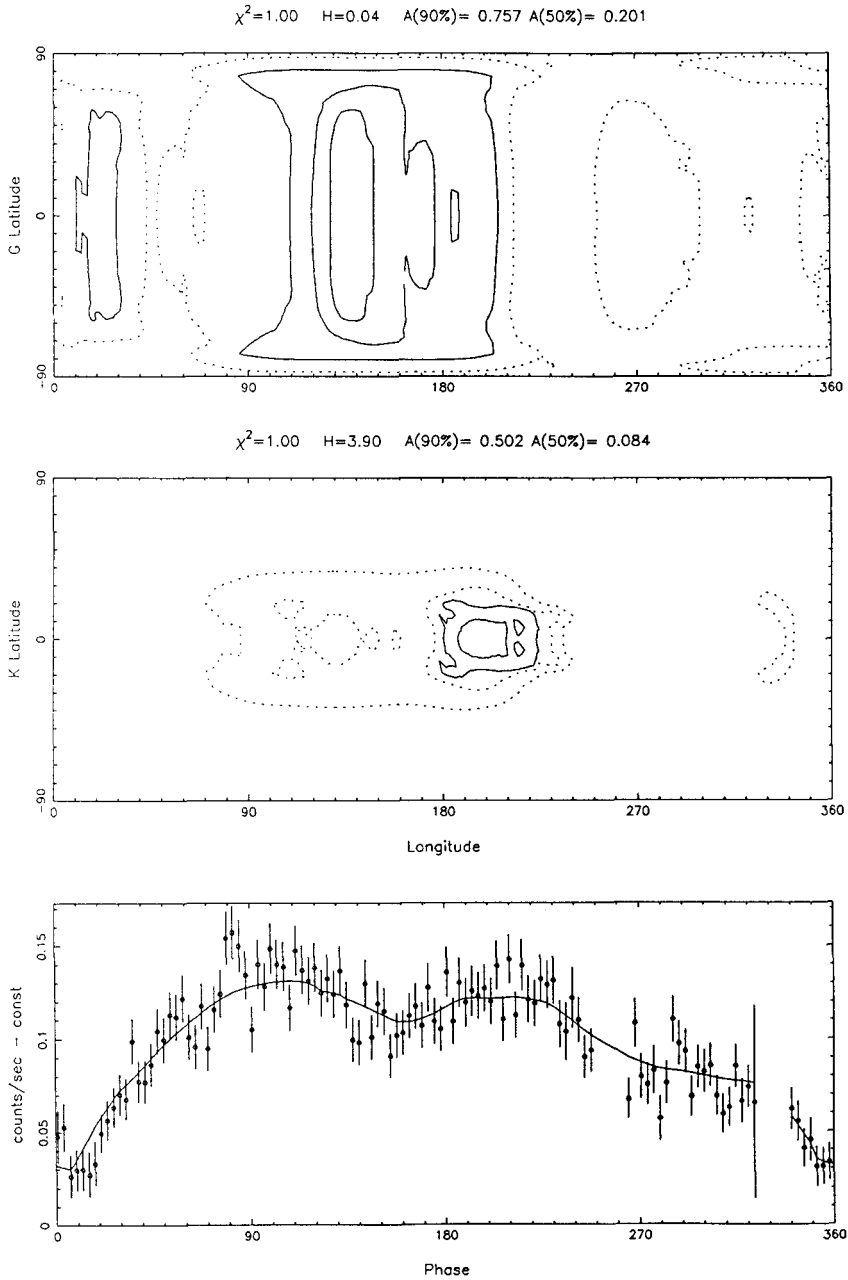 χ²=1.00 H=0.04 A(90%)= 0.757 A(50%)= 0.201
90
G Latitude
0
-90
0 90 180 270 360
χ²=1.00 H=3.90 A(90%)= 0.502 A(50%)= 0.084
90
K Latitude
0
-90
0 90 180 270 360
Longitude
0.15
0.1
counts/sec - const
0.05
0
0 90 180 270 360
Phase